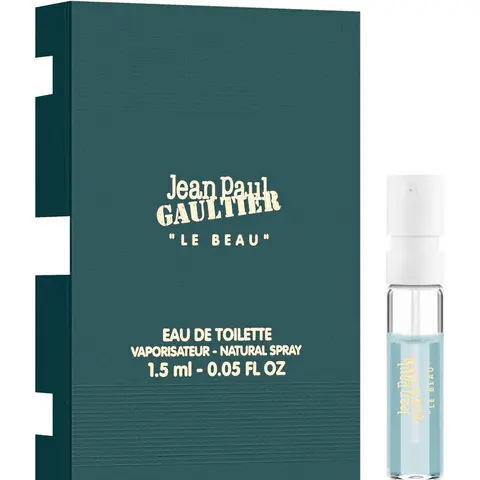 Jean Paul
GAULTIER
"LE BEAU"
EAU DE TOILETTE
VAPORISATEUR - NATURAL SPRAY
1.5 ml - 0.05 FL OZ
Jean Paul
GAULTIER
"LE BEAU"